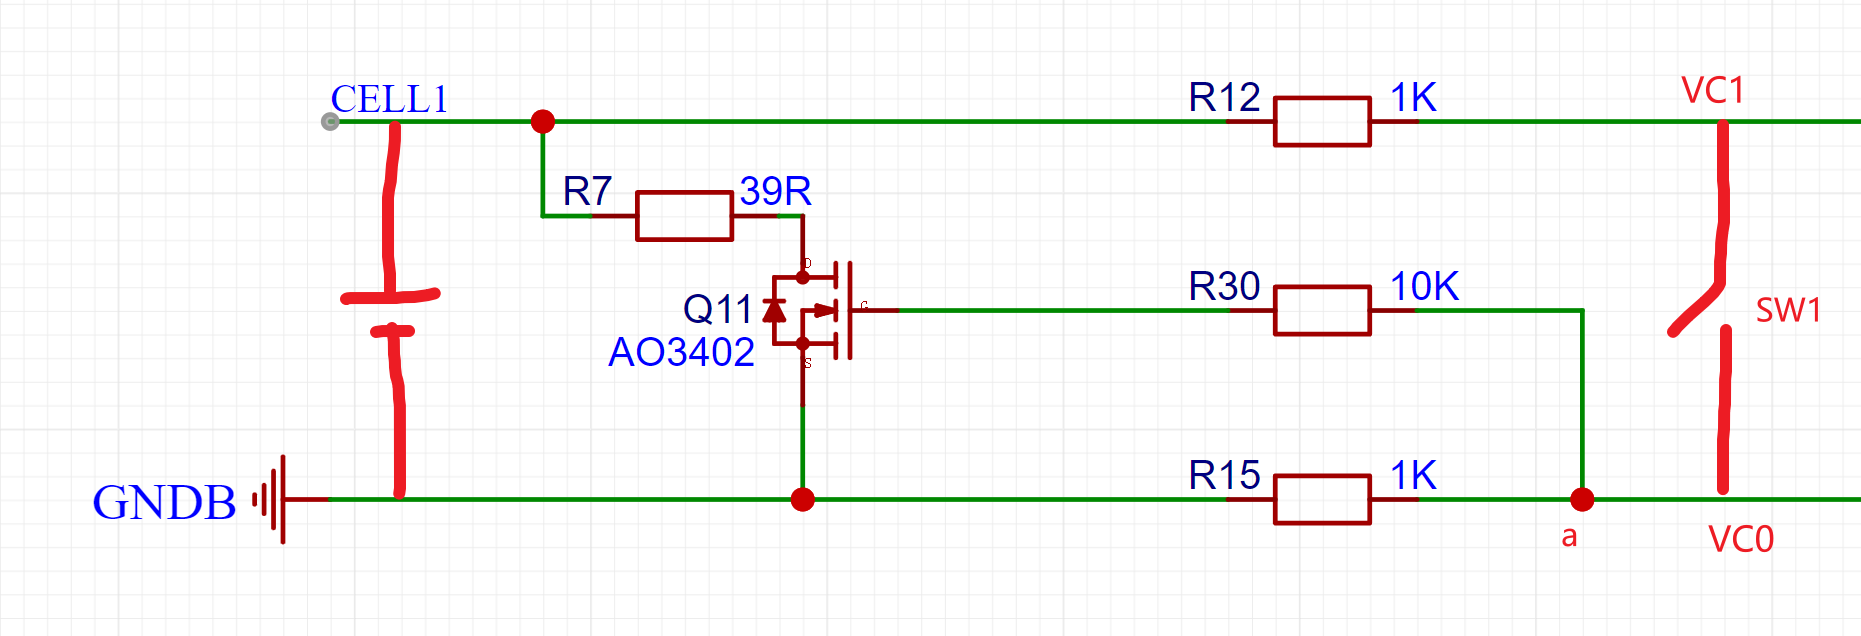 CELL1
R12 1K
VC1
R7 39R
D
Q11
AO3402
G
S
R30 10K
SW1
GNDB
R15 1K
a
VC0